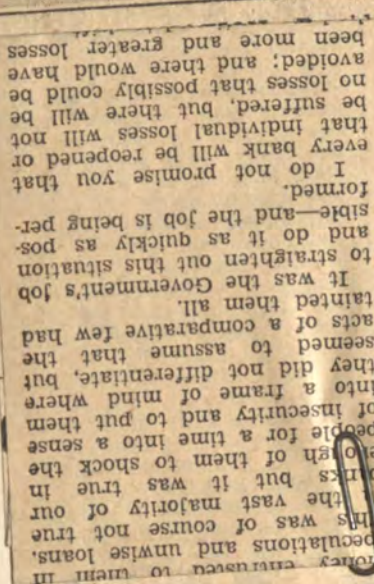 money entrusted to them in
speculations and unwise loans.
This was of course not true
in the vast majority of our
banks but it was true in
enough of them to shock the
people for a time into a sense
of insecurity and to put them
into a frame of mind where
they did not differentiate, but
seemed to assume that the
acts of a comparative few had
tainted them all.
It was the Government's job
to straighten out this situation
and do it as quickly as pos-
sible—and the job is being per-
formed.
I do not promise you that
every bank will be reopened or
that individual losses will not
be suffered, but there will be
no losses that possibly could be
avoided; and there would have
been more and greater losses